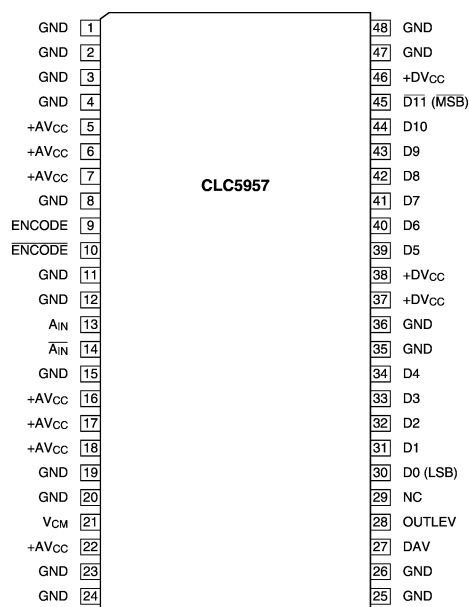 GND 1
GND 2
GND 3
GND 4
+AVCC 5
+AVCC 6
+AVCC 7
GND 8
ENCODE 9
E̅N̅C̅O̅D̅E̅ 10
GND 11
GND 12
AIN 13
A̅I̅N̅ 14
GND 15
+AVCC 16
+AVCC 17
+AVCC 18
GND 19
GND 20
VCM 21
+AVCC 22
GND 23
GND 24
CLC5957
48 GND
47 GND
46 +DVCC
45 D̅1̅1̅ (M̅S̅B̅)
44 D10
43 D9
42 D8
41 D7
40 D6
39 D5
38 +DVCC
37 +DVCC
36 GND
35 GND
34 D4
33 D3
32 D2
31 D1
30 D0 (LSB)
29 NC
28 OUTLEV
27 DAV
26 GND
25 GND